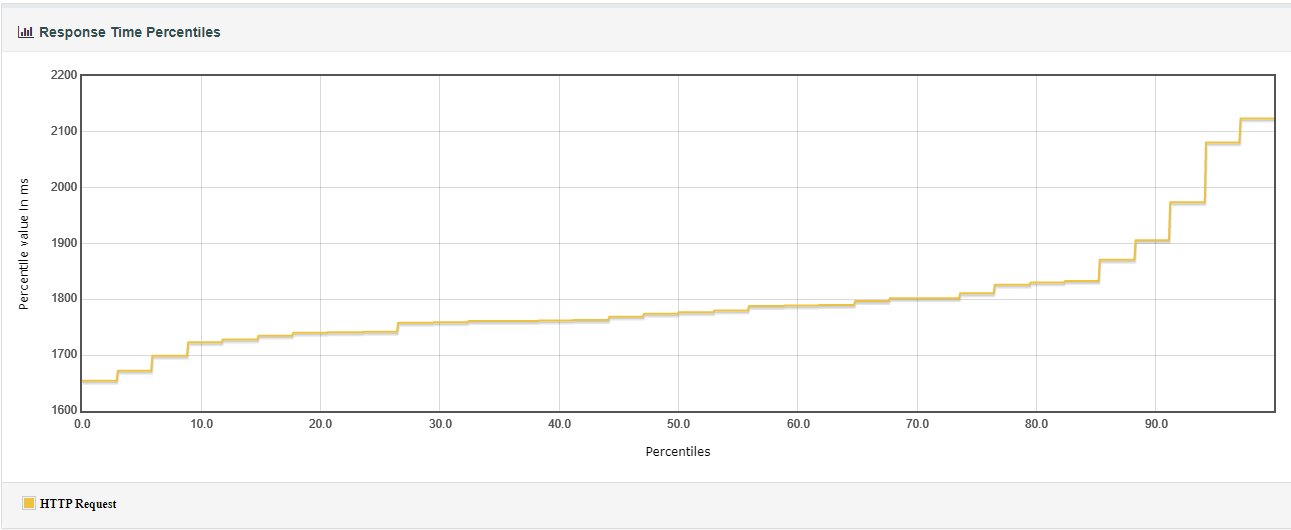 Response Time Percentiles
2200
2100
2000
1900
1800
1700
1600
Percentile value in ms
0.0 10.0 20.0 30.0 40.0 50.0 60.0 70.0 80.0 90.0
Percentiles
HTTP Request